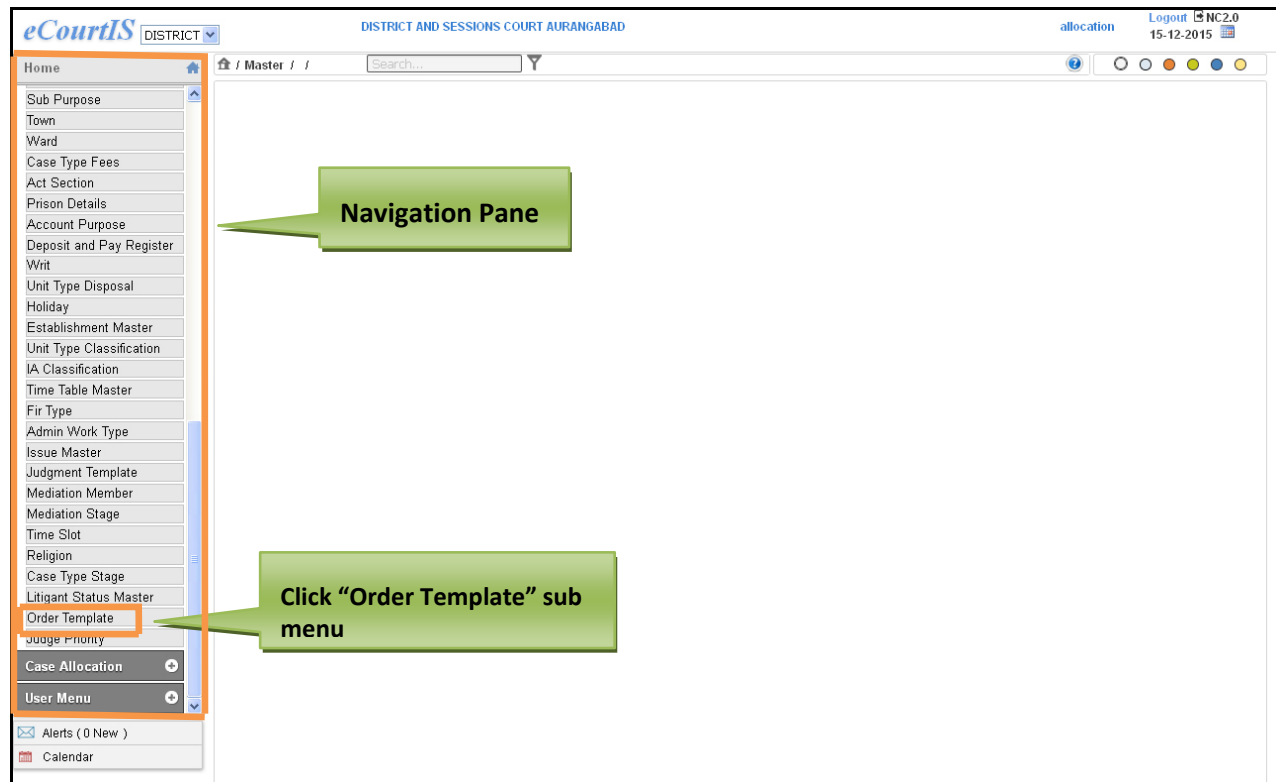 eCourtIS DISTRICT
DISTRICT AND SESSIONS COURT AURANGABAD
allocation
Logout NC2.0
15-12-2015
Home
/ Master / /
Search...
Sub Purpose
Town
Ward
Case Type Fees
Act Section
Prison Details
Account Purpose
Deposit and Pay Register
Writ
Unit Type Disposal
Holiday
Establishment Master
Unit Type Classification
IA Classification
Time Table Master
Fir Type
Admin Work Type
Issue Master
Judgment Template
Mediation Member
Mediation Stage
Time Slot
Religion
Case Type Stage
Litigant Status Master
Order Template
Judge Priority
Case Allocation
User Menu
Alerts ( 0 New )
Calendar
Navigation Pane
Click “Order Template” sub
menu